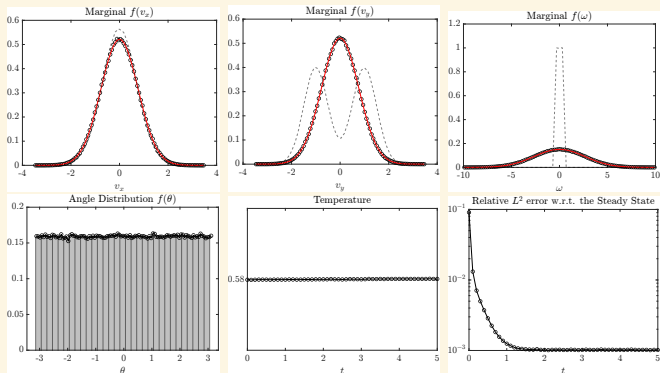 Marginal f(v_x)
0.6
0.5
0.4
0.3
0.2
0.1
0
-4 -2 0 2 4
v_x
Marginal f(v_y)
0.6
0.5
0.4
0.3
0.2
0.1
0
-4 -2 0 2 4
v_y
Marginal f(ω)
1.2
1
0.8
0.6
0.4
0.2
0
-10 -5 0 5 10
ω
Angle Distribution f(θ)
0.2
0.15
0.1
0.05
0
-3 -2 -1 0 1 2 3
θ
Temperature
0.58
0 1 2 3 4 5
t
Relative L² error w.r.t. the Steady State
10⁻¹
10⁻²
10⁻³
0 1 2 3 4 5
t